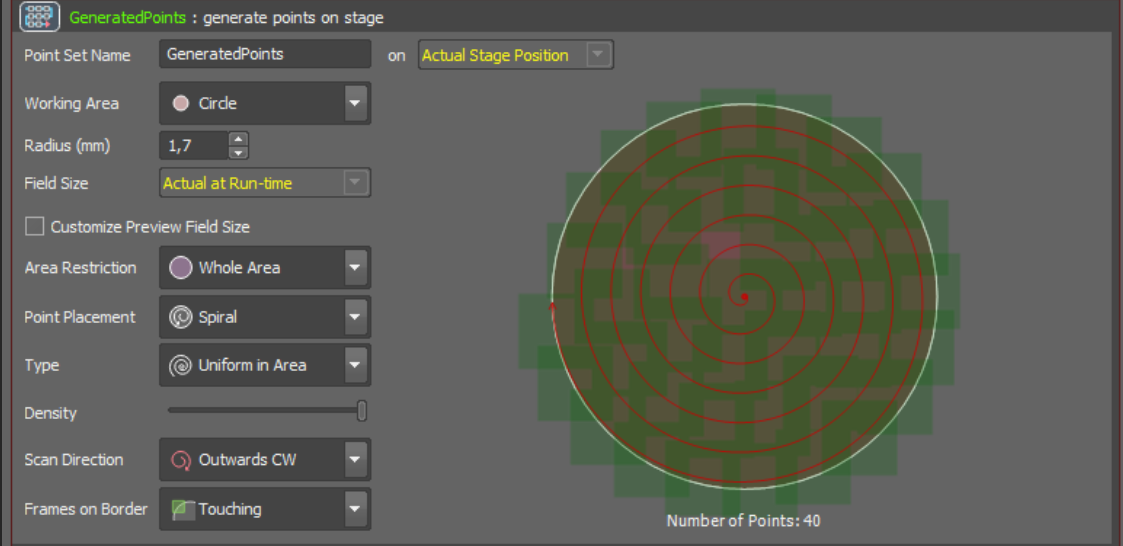 GeneratedPoints : generate points on stage
Point Set Name GeneratedPoints on Actual Stage Position
Working Area Circle
Radius (mm) 1,7
Field Size Actual at Run-time
Customize Preview Field Size
Area Restriction Whole Area
Point Placement Spiral
Type Uniform in Area
Density
Scan Direction Outwards CW
Frames on Border Touching
Number of Points: 40